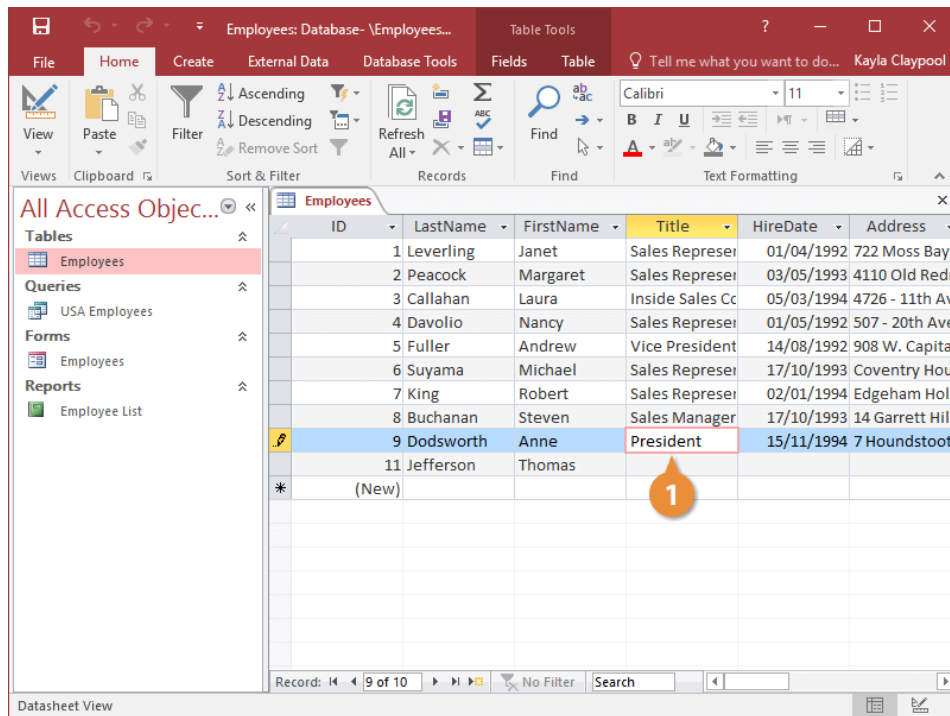 Employees: Database- \Employees... Table Tools ?
File Home Create External Data Database Tools Fields Table Tell me what you want to do... Kayla Claypool
View Paste Filter Ascending Descending Remove Sort Refresh All Find Calibri 11
B I U A
Views Clipboard Sort & Filter Records Find Text Formatting
All Access Objec... «
Tables
Employees
Queries
USA Employees
Forms
Employees
Reports
Employee List
Employees
ID LastName FirstName Title HireDate Address
1 Leverling Janet Sales Represer 01/04/1992 722 Moss Bay
2 Peacock Margaret Sales Represer 03/05/1993 4110 Old Red
3 Callahan Laura Inside Sales Co 05/03/1994 4726 - 11th Av
4 Davolio Nancy Sales Represer 01/05/1992 507 - 20th Ave
5 Fuller Andrew Vice President 14/08/1992 908 W. Capita
6 Suyama Michael Sales Represer 17/10/1993 Coventry Hou
7 King Robert Sales Represer 02/01/1994 Edgeham Hol
8 Buchanan Steven Sales Manager 17/10/1993 14 Garrett Hil
9 Dodsworth Anne President 15/11/1994 7 Houndstoot
11 Jefferson Thomas
(New)
1
Record: 9 of 10 No Filter Search
Datasheet View